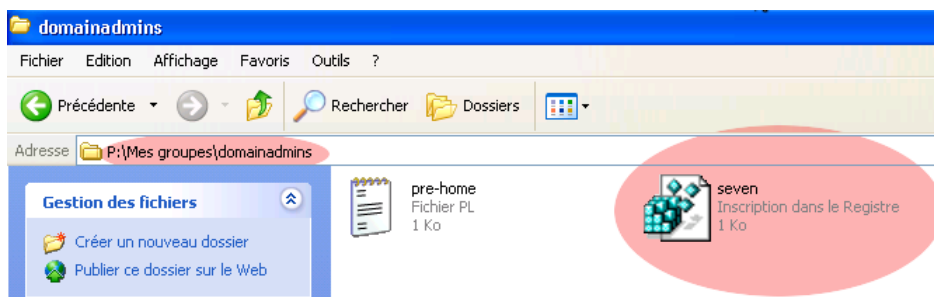 domainadmins
Fichier Edition Affichage Favoris Outils ?
Précédente Rechercher Dossiers
Adresse P:\Mes groupes\domainadmins
Gestion des fichiers
Créer un nouveau dossier
Publier ce dossier sur le Web
pre-home
Fichier PL
1 Ko
seven
Inscription dans le Registre
1 Ko